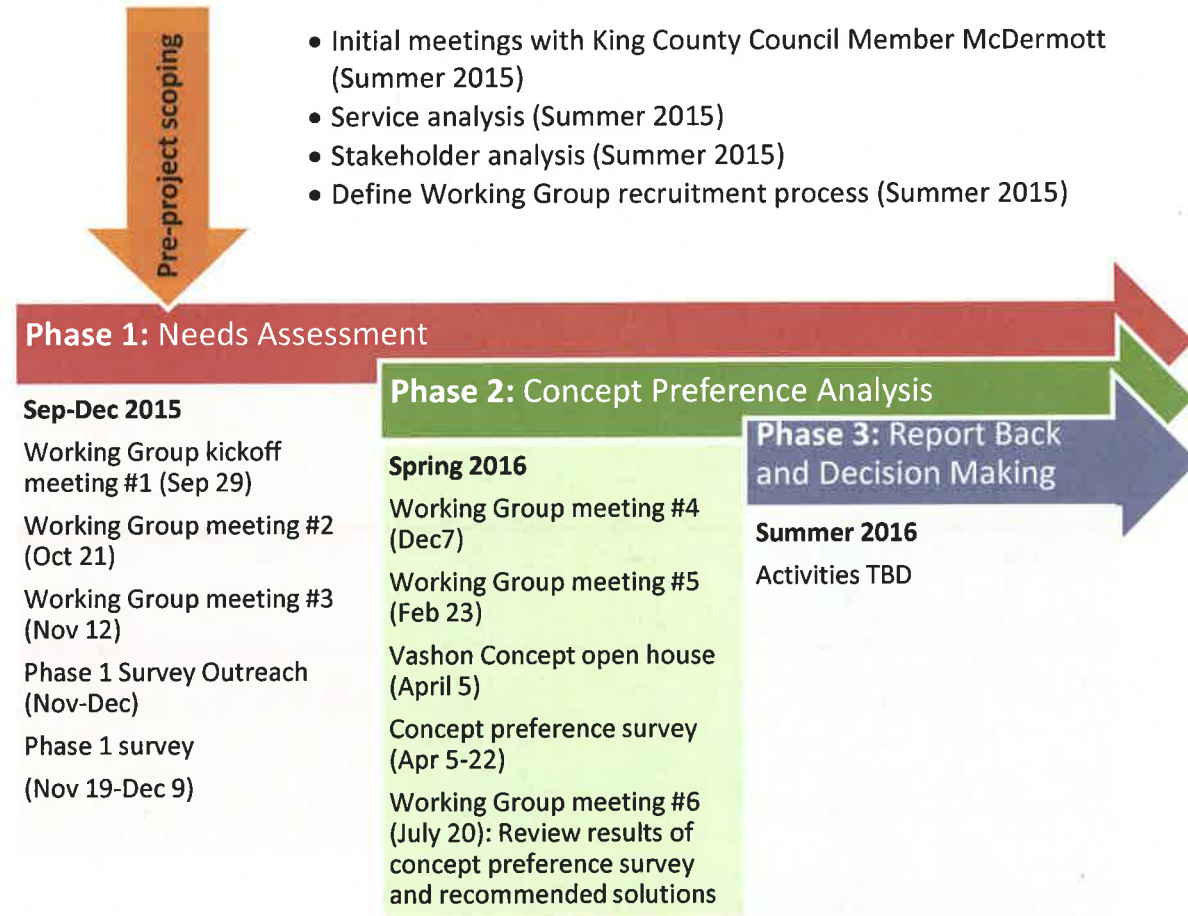 Pre-project scoping
• Initial meetings with King County Council Member McDermott
(Summer 2015)
• Service analysis (Summer 2015)
• Stakeholder analysis (Summer 2015)
• Define Working Group recruitment process (Summer 2015)
Phase 1: Needs Assessment
Sep-Dec 2015
Working Group kickoff
meeting #1 (Sep 29)
Working Group meeting #2
(Oct 21)
Working Group meeting #3
(Nov 12)
Phase 1 Survey Outreach
(Nov-Dec)
Phase 1 survey
(Nov 19-Dec 9)
Phase 2: Concept Preference Analysis
Spring 2016
Working Group meeting #4
(Dec7)
Working Group meeting #5
(Feb 23)
Vashon Concept open house
(April 5)
Concept preference survey
(Apr 5-22)
Working Group meeting #6
(July 20): Review results of
concept preference survey
and recommended solutions
Phase 3: Report Back
and Decision Making
Summer 2016
Activities TBD